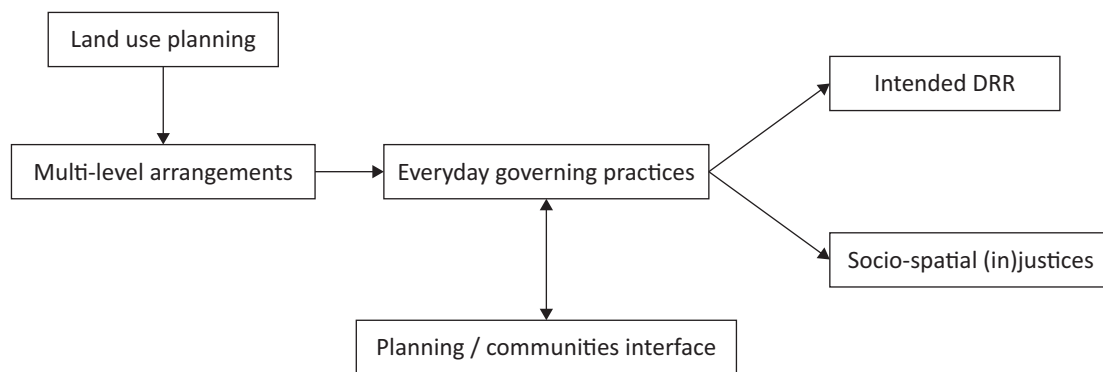 Land use planning
Intended DRR
Multi-level arrangements
Everyday governing practices
Socio-spatial (in)justices
Planning / communities interface